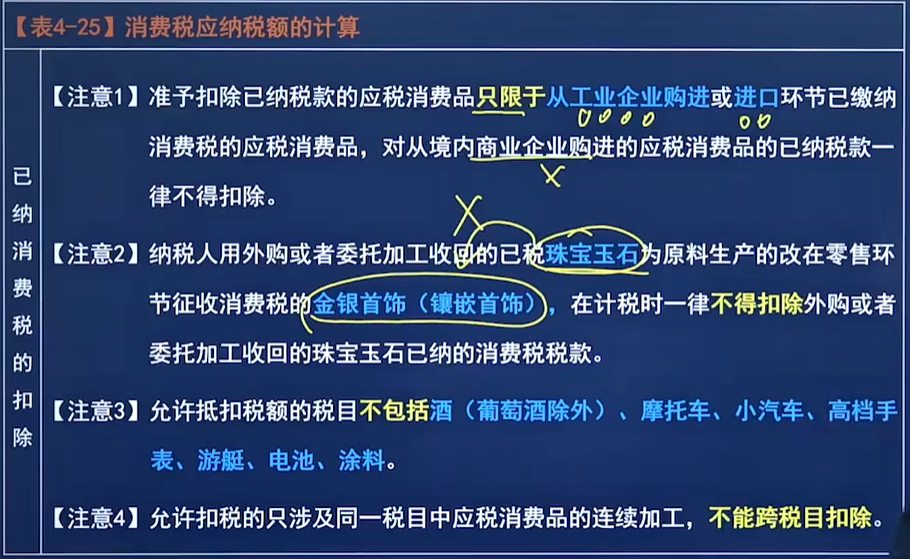 【表4-25】消费税应纳税额的计算
已纳消费税的扣除
【注意1】准予扣除已纳税款的应税消费品只限于从工业企业购进或进口环节已缴纳
消费税的应税消费品，对从境内商业企业购进的应税消费品的已纳税款一
律不得扣除。
【注意2】纳税人用外购或者委托加工收回的已税珠宝玉石为原料生产的改在零售环
节征收消费税的金银首饰（镶嵌首饰），在计税时一律不得扣除外购或者
委托加工收回的珠宝玉石已纳的消费税税款。
【注意3】允许抵扣税额的税目不包括酒（葡萄酒除外）、摩托车、小汽车、高档手
表、游艇、电池、涂料。
【注意4】允许扣税的只涉及同一税目中应税消费品的连续加工，不能跨税目扣除。